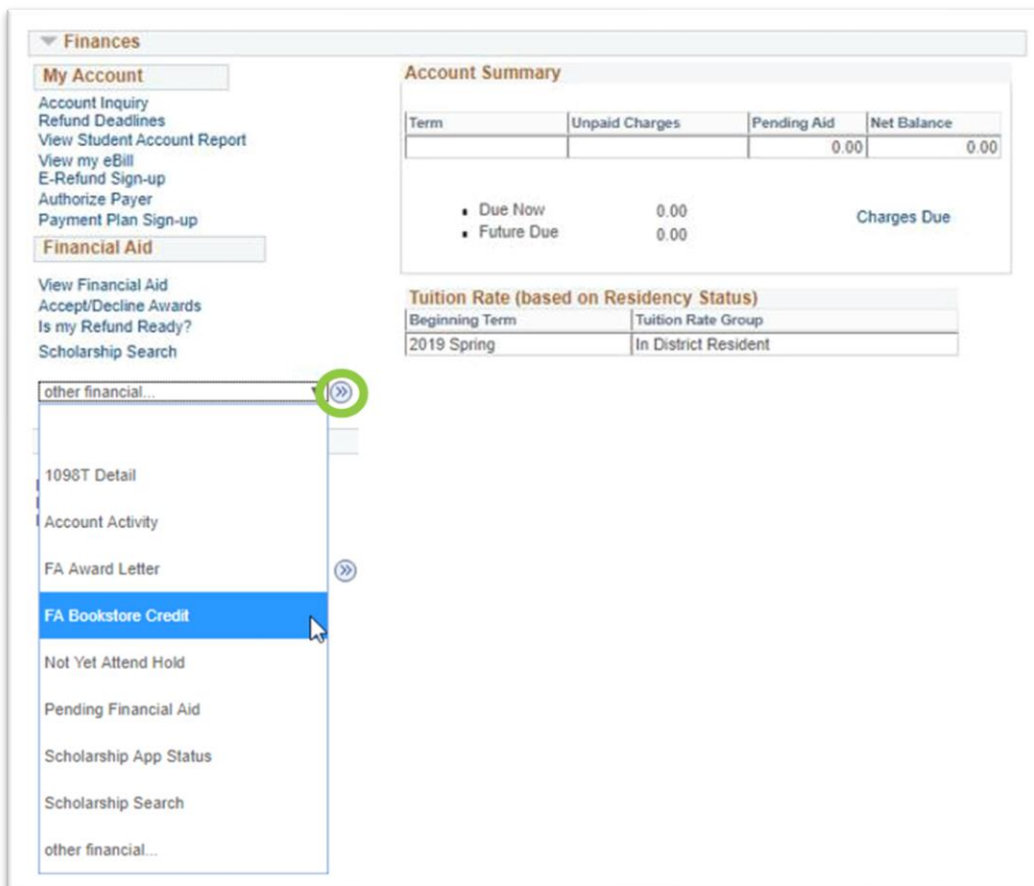 Finances
My Account
Account Inquiry
Refund Deadlines
View Student Account Report
View my eBill
E-Refund Sign-up
Authorize Payer
Payment Plan Sign-up
Financial Aid
View Financial Aid
Accept/Decline Awards
Is my Refund Ready?
Scholarship Search
other financial...
1098T Detail
Account Activity
FA Award Letter
FA Bookstore Credit
Not Yet Attend Hold
Pending Financial Aid
Scholarship App Status
Scholarship Search
other financial...
Account Summary
Term Unpaid Charges Pending Aid Net Balance
0.00 0.00
Due Now 0.00
Future Due 0.00
Charges Due
Tuition Rate (based on Residency Status)
Beginning Term Tuition Rate Group
2019 Spring In District Resident